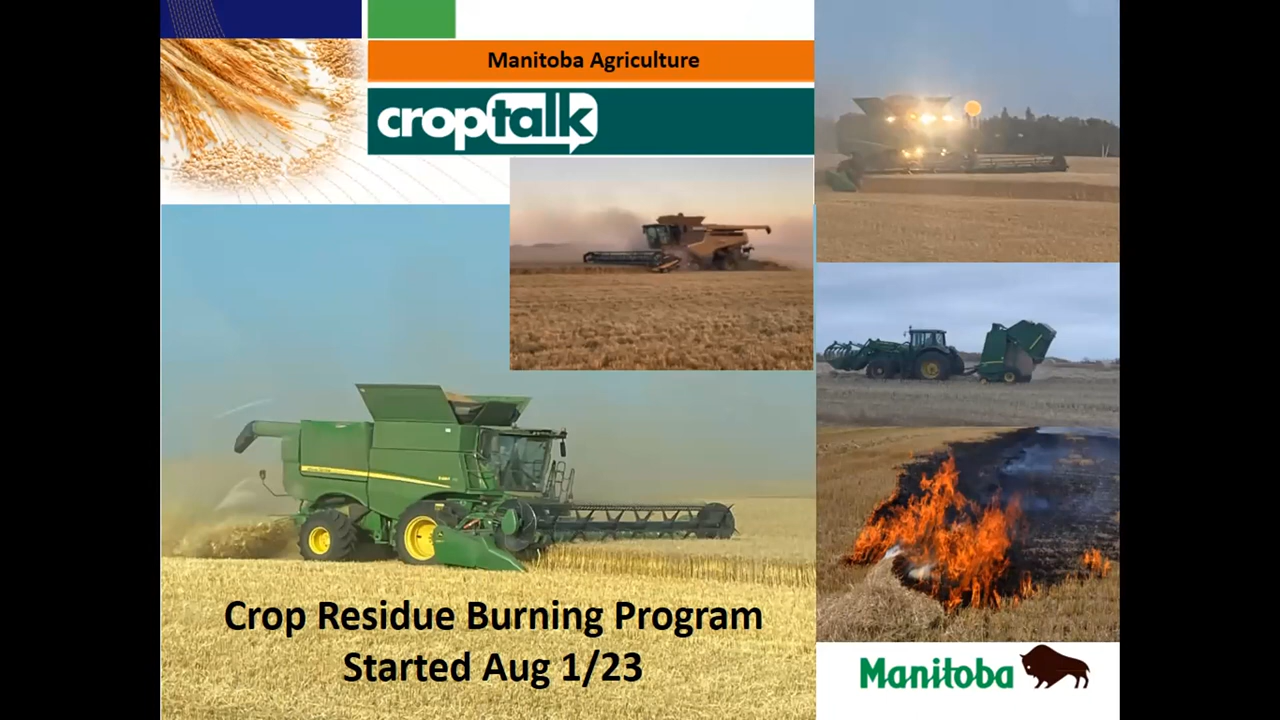 Manitoba Agriculture
croptalk
Crop Residue Burning Program
Started Aug 1/23
Manitoba